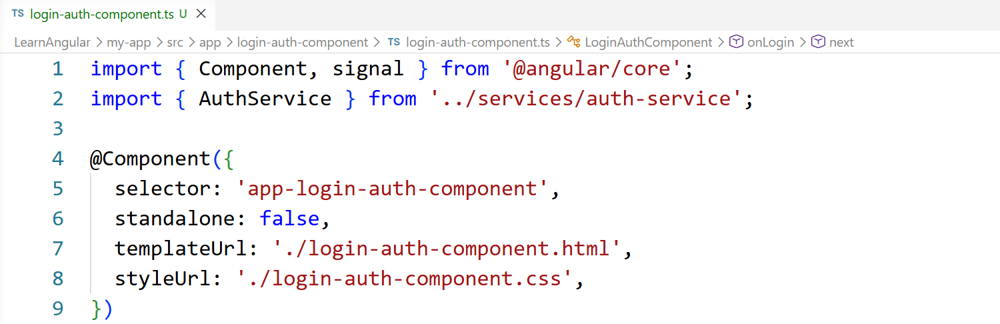 TS login-auth-component.ts U
LearnAngular > my-app > src > app > login-auth-component > TS login-auth-component.ts > LoginAuthComponent > onLogin > next
1 import { Component, signal } from '@angular/core';
2 import { AuthService } from '../services/auth-service';
3
4 @Component({
5 selector: 'app-login-auth-component',
6 standalone: false,
7 templateUrl: './login-auth-component.html',
8 styleUrl: './login-auth-component.css',
9 })